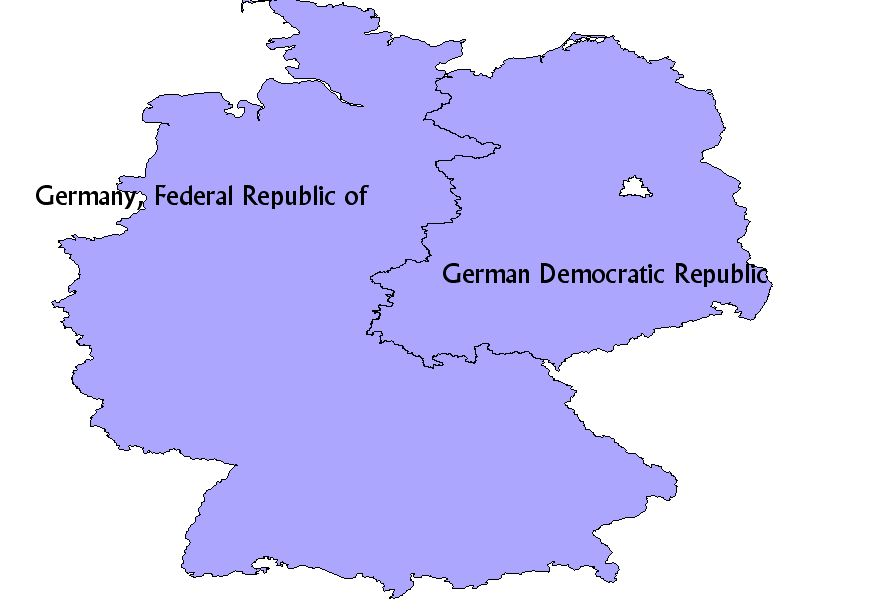 Germany, Federal Republic of
German Democratic Republic